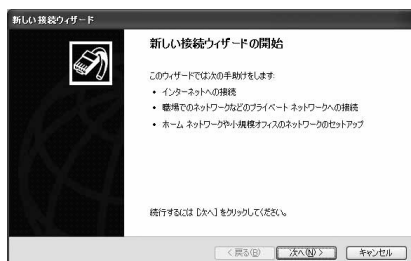 新しい接続ウィザード
新しい接続ウィザードの開始
このウィザードでは次の手助けをします:
• インターネットへの接続
• 職場でのネットワークなどのプライベート ネットワークへの接続
• ホーム ネットワークや小規模オフィスのネットワークのセットアップ
続行するには [次へ] をクリックしてください。
< 戻る(B) 次へ(N) > キャンセル